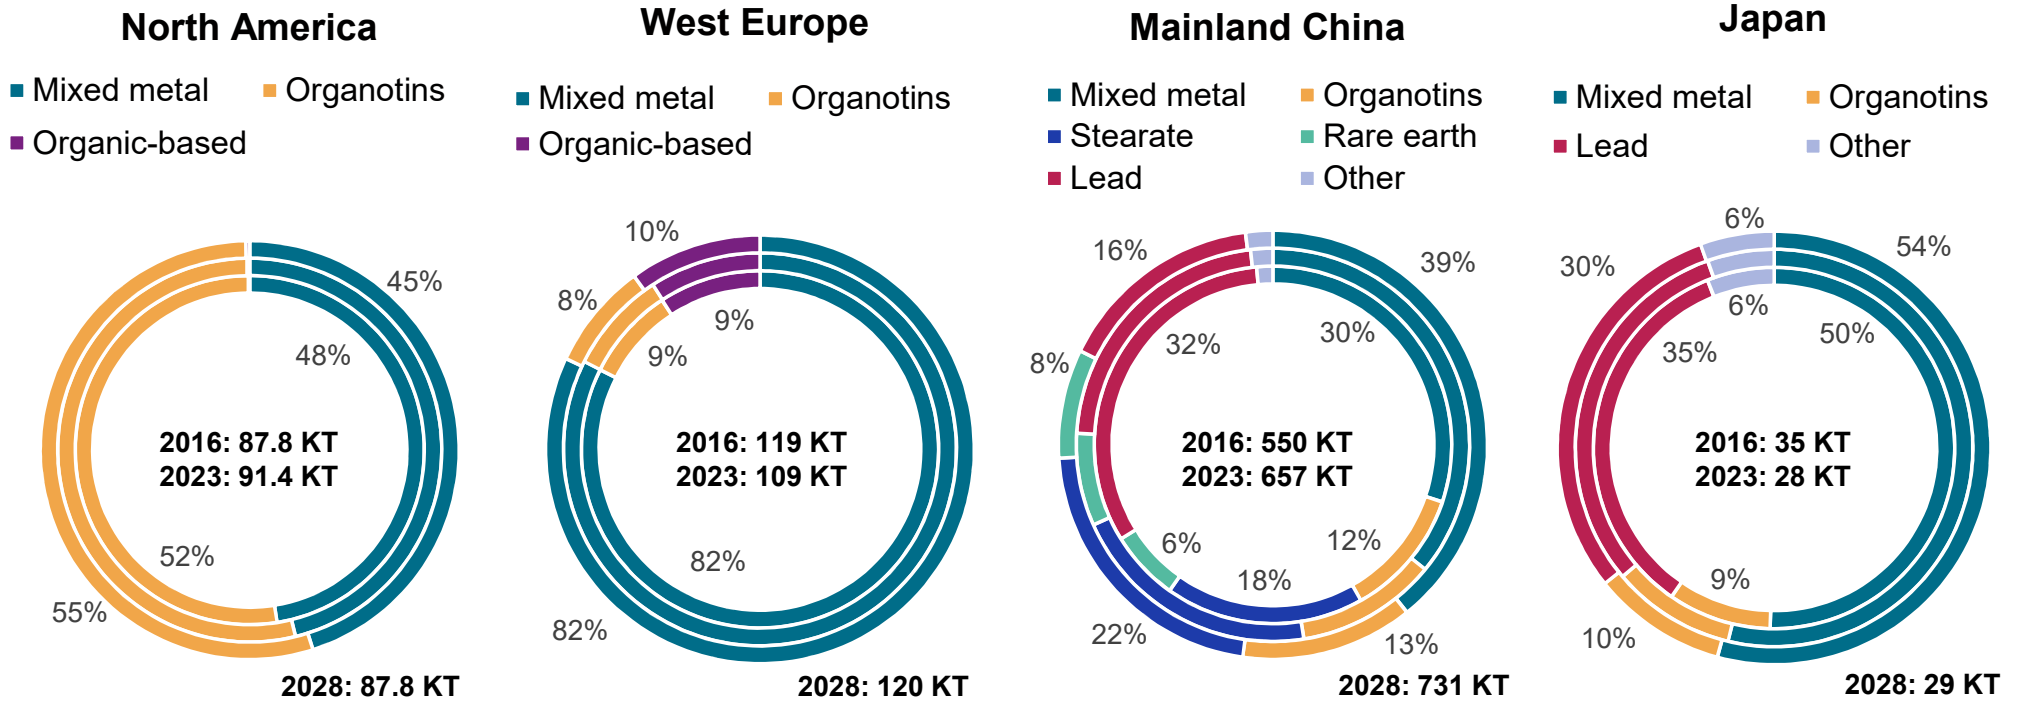 North America
Mixed metal
Organotins
Organic-based
45%
48%
2016: 87.8 KT
2023: 91.4 KT
52%
55%
2028: 87.8 KT
West Europe
Mixed metal
Organotins
Organic-based
10%
8%
9%
9%
2016: 119 KT
2023: 109 KT
82%
82%
2028: 120 KT
Mainland China
Mixed metal
Organotins
Stearate
Rare earth
Lead
Other
16%
39%
30%
32%
8%
2016: 550 KT
2023: 657 KT
6%
12%
18%
22%
13%
2028: 731 KT
Japan
Mixed metal
Organotins
Lead
Other
6%
54%
30%
6%
50%
35%
2016: 35 KT
2023: 28 KT
9%
10%
2028: 29 KT